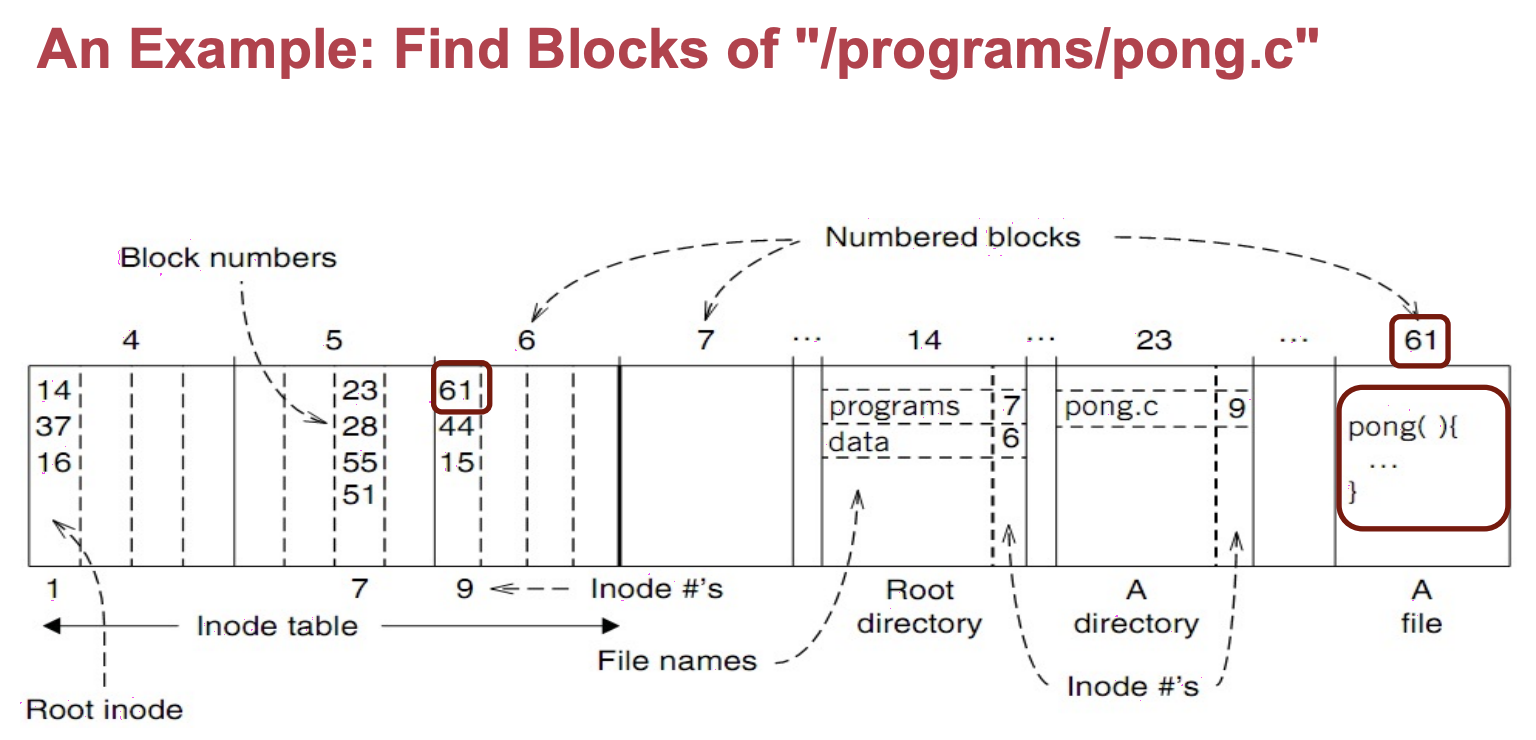 An Example: Find Blocks of "/programs/pong.c"
Numbered blocks
Block numbers
4 5 6 7 ... 14 ... 23 ... 61
14 23 61
programs 7 pong.c 9
37 28 44
pong( ){
data 6
16 55 15
...
51
}
1 7 9 Inode #'s Root A A
Inode table directory directory file
File names
Inode #'s
Root inode